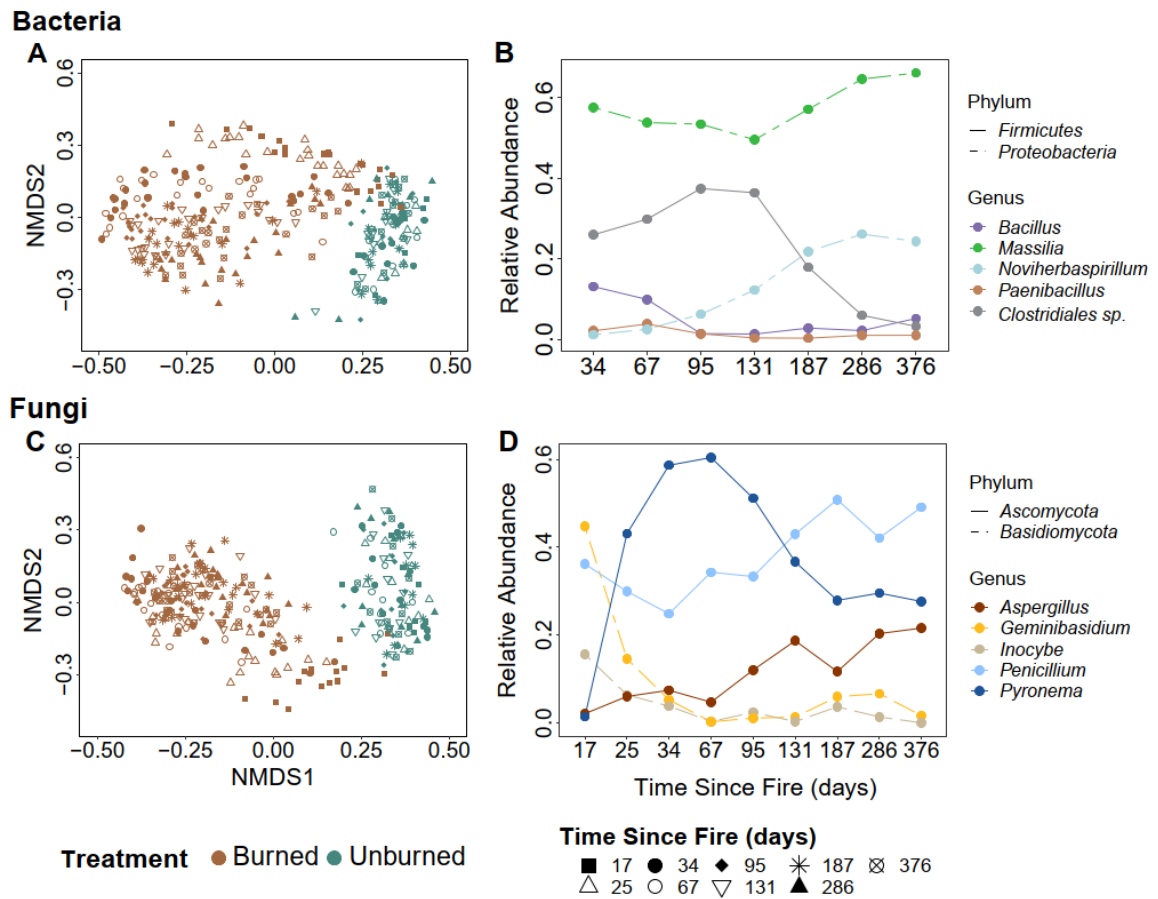 Bacteria
A
B
NMDS2
0.6
0.3
0.0
−0.3
−0.50
−0.25
0.00
0.25
0.50
Relative Abundance
0.6
0.4
0.2
0.0
34 67 95 131 187 286 376
Phylum
Firmicutes
Proteobacteria
Genus
Bacillus
Massilia
Noviherbaspirillum
Paenibacillus
Clostridiales sp.
Fungi
C
D
NMDS2
0.6
0.3
0.0
−0.3
−0.50
−0.25
0.00
0.25
0.50
NMDS1
Relative Abundance
0.6
0.4
0.2
0.0
17 25 34 67 95 131 187 286 376
Time Since Fire (days)
Phylum
Ascomycota
Basidiomycota
Genus
Aspergillus
Geminibasidium
Inocybe
Penicillium
Pyronema
Treatment Burned Unburned
Time Since Fire (days)
17 34 95 187 376
25 67 131 286